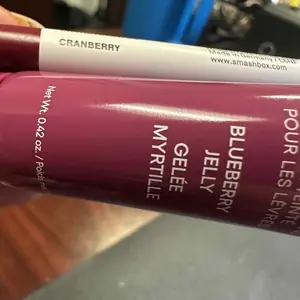 CRANBERRY
Made in Germany /
www.smashbox.com
POUR LES LÈVRES
BLUEBERRY
JELLY
GELÉE
MYRTILLE
Net Wt. 0.42 oz. / Poids